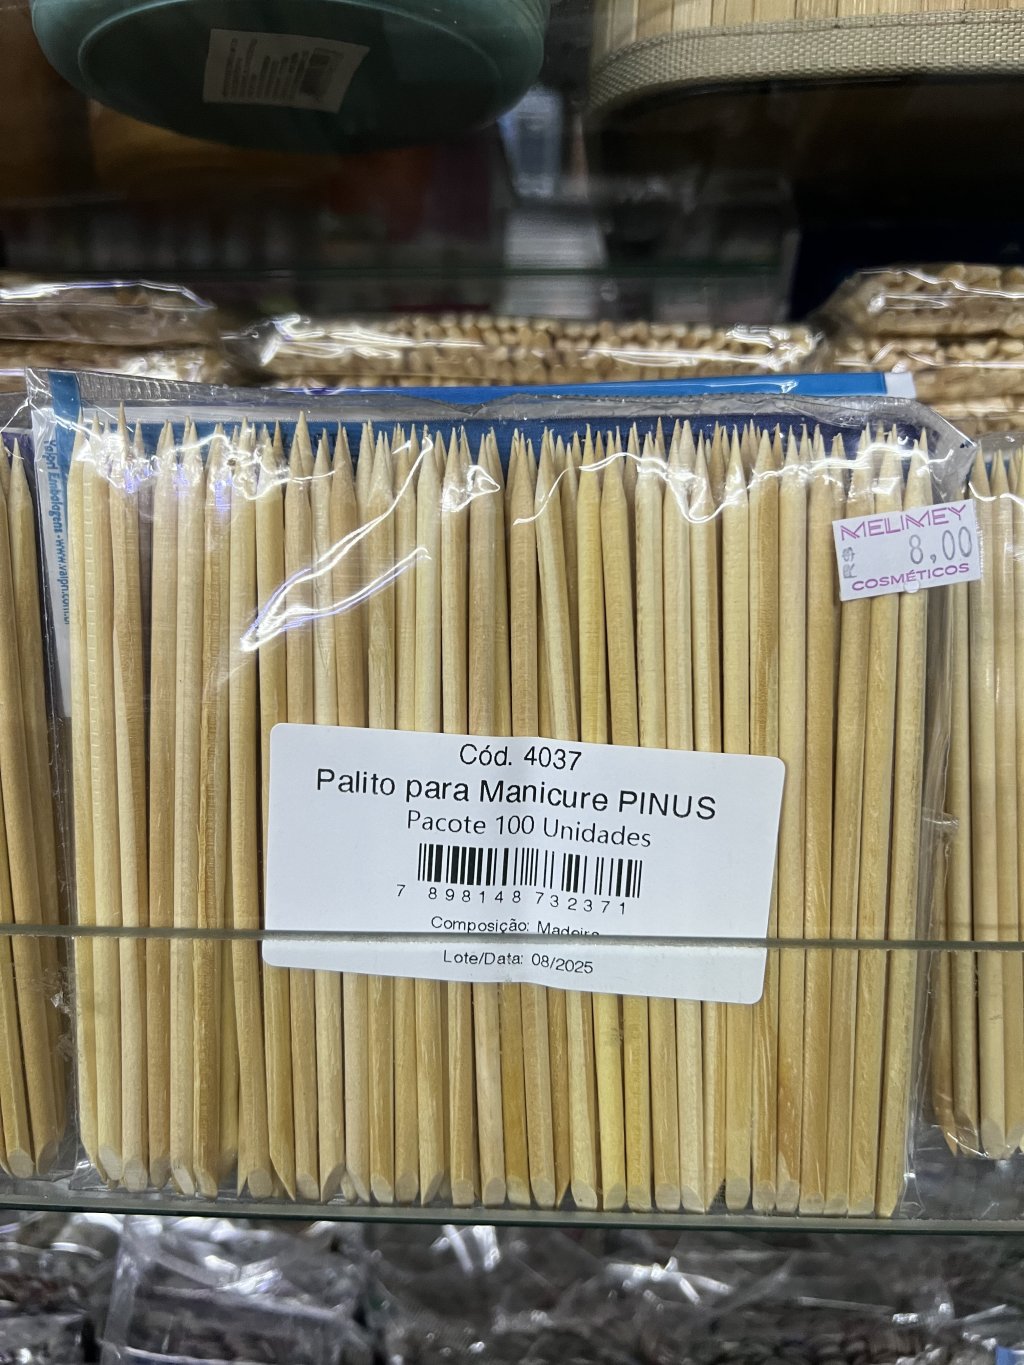 MELIMEY
R$ 8,00
COSMÉTICOS
Cód. 4037
Palito para Manicure PINUS
Pacote 100 Unidades
7 898148 732371
Composição: Madeira
Lote/Data: 08/2025